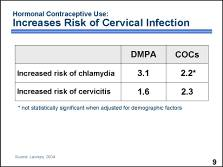 Hormonal Contraceptive Use:
Increases Risk of Cervical Infection
DMPA COCs
Increased risk of chlamydia 3.1 2.2*
Increased risk of cervicitis 1.6 2.3
* not statistically significant when adjusted for demographic factors
Source: 2004.
9